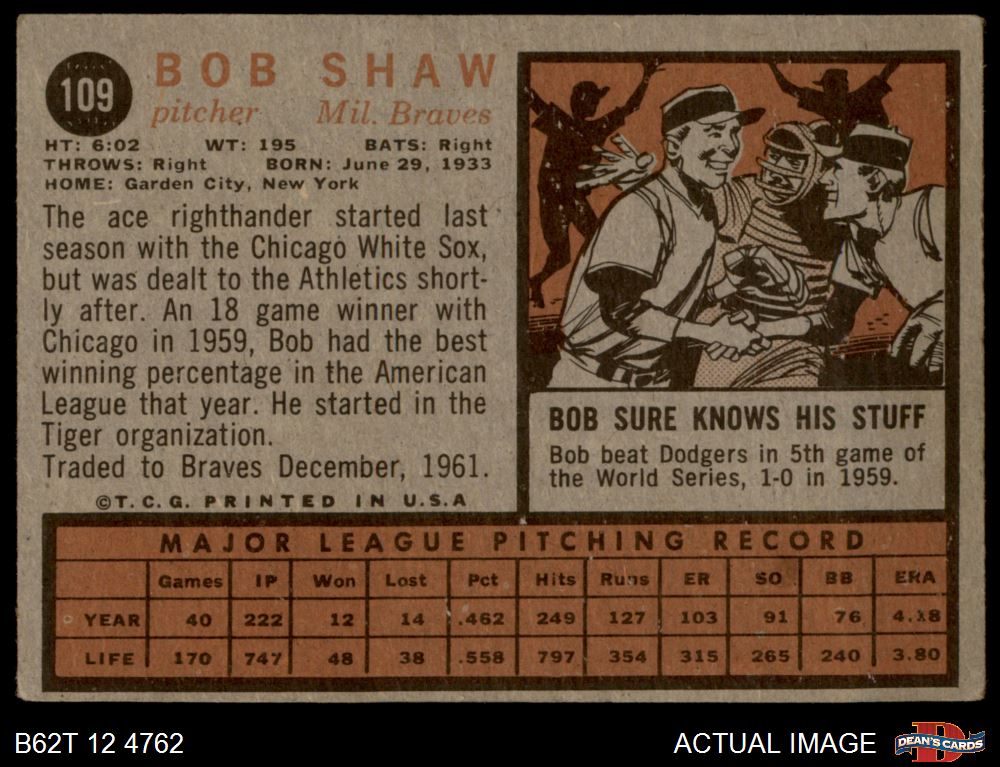 109
BOB SHAW
pitcher Mil. Braves
HT: 6:02 WT: 195 BATS: Right
THROWS: Right BORN: June 29, 1933
HOME: Garden City, New York
The ace righthander started last
season with the Chicago White Sox,
but was dealt to the Athletics short-
ly after. An 18 game winner with
Chicago in 1959, Bob had the best
winning percentage in the American
League that year. He started in the
Tiger organization.
Traded to Braves December, 1961.
©T.C.G. PRINTED IN U.S.A
BOB SURE KNOWS HIS STUFF
Bob beat Dodgers in 5th game of
the World Series, 1-0 in 1959.
MAJOR LEAGUE PITCHING RECORD
Games IP Won Lost Pct Hits Runs ER SO BB ERA
YEAR 40 222 12 14 .462 249 127 103 91 76 4.18
LIFE 170 747 48 38 .558 797 354 315 265 240 3.80
B62T 12 4762
ACTUAL IMAGE
D
DEAN'S CARDS